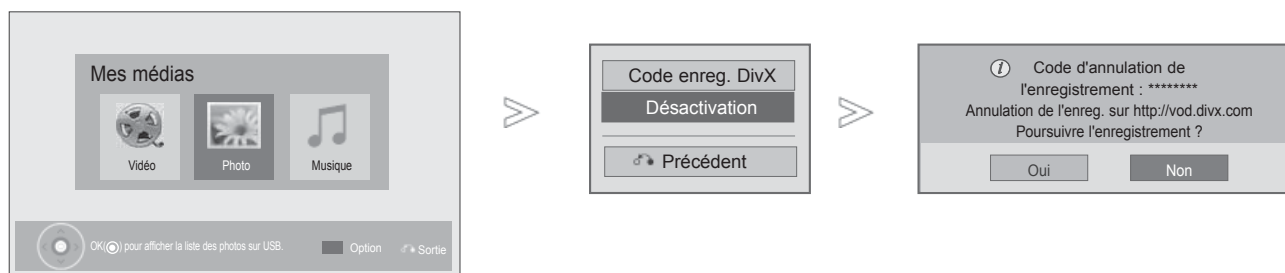 Mes médias
Vidéo
Photo
Musique
OK(◉) pour afficher la liste des photos sur USB.
Option
Sortie
Code enreg. DivX
Désactivation
Précédent
Code d'annulation de
l'enregistrement : ********
Annulation de l'enreg. sur http://vod.divx.com
Poursuivre l'enregistrement ?
Oui
Non